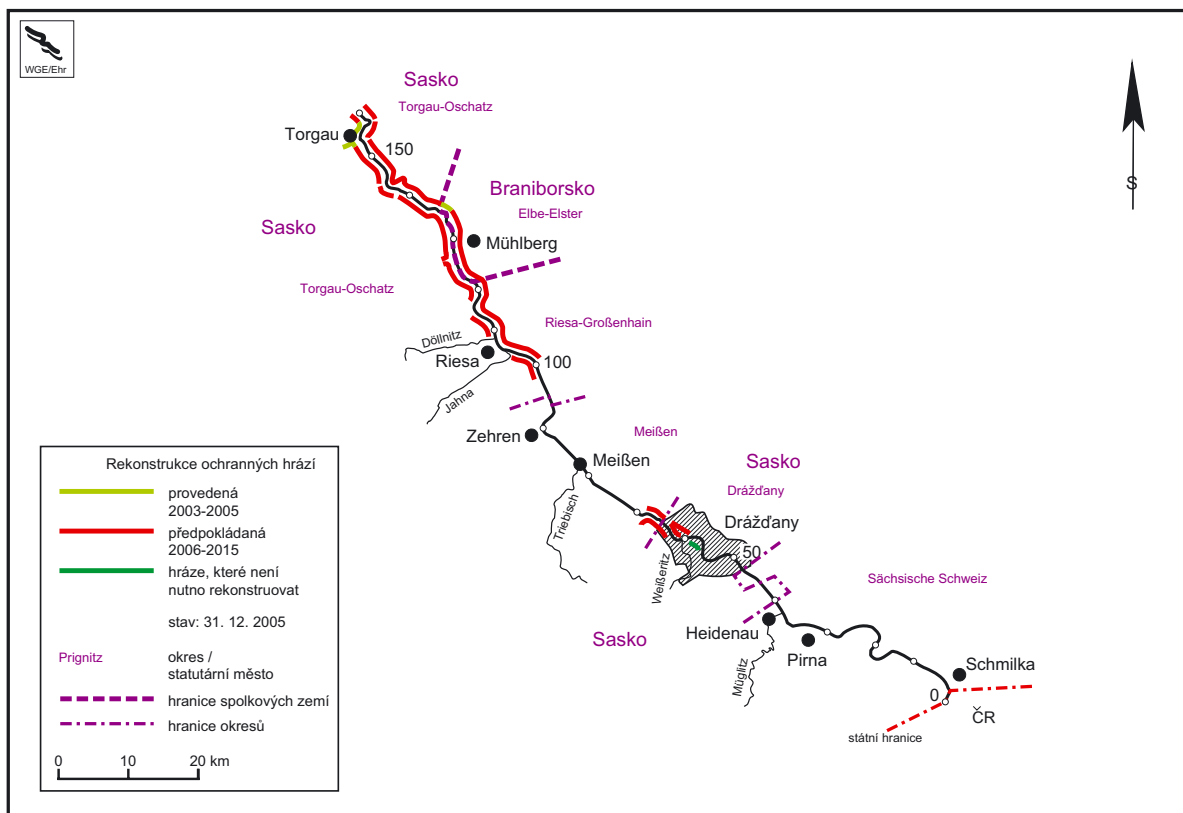 WGE/Ehr
Sasko
Torgau-Oschatz
Torgau
150
S
Braniborsko
Elbe-Elster
Sasko
Mühlberg
Torgau-Oschatz
Riesa-Großenhain
Döllnitz
Riesa
100
Jahna
Zehren
Meißen
Meißen
Sasko
Drážďany
Drážďany
Triebisch
50
Weißeritz
Sächsische Schweiz
Sasko
Heidenau
Pirna
Müglitz
Schmilka
0
ČR
státní hranice
Rekonstrukce ochranných hrází
provedená
2003-2005
předpokládaná
2006-2015
hráze, které není
nutno rekonstruovat
stav: 31. 12. 2005
Prignitz
okres /
statutární město
hranice spolkových zemí
hranice okresů
0 10 20 km